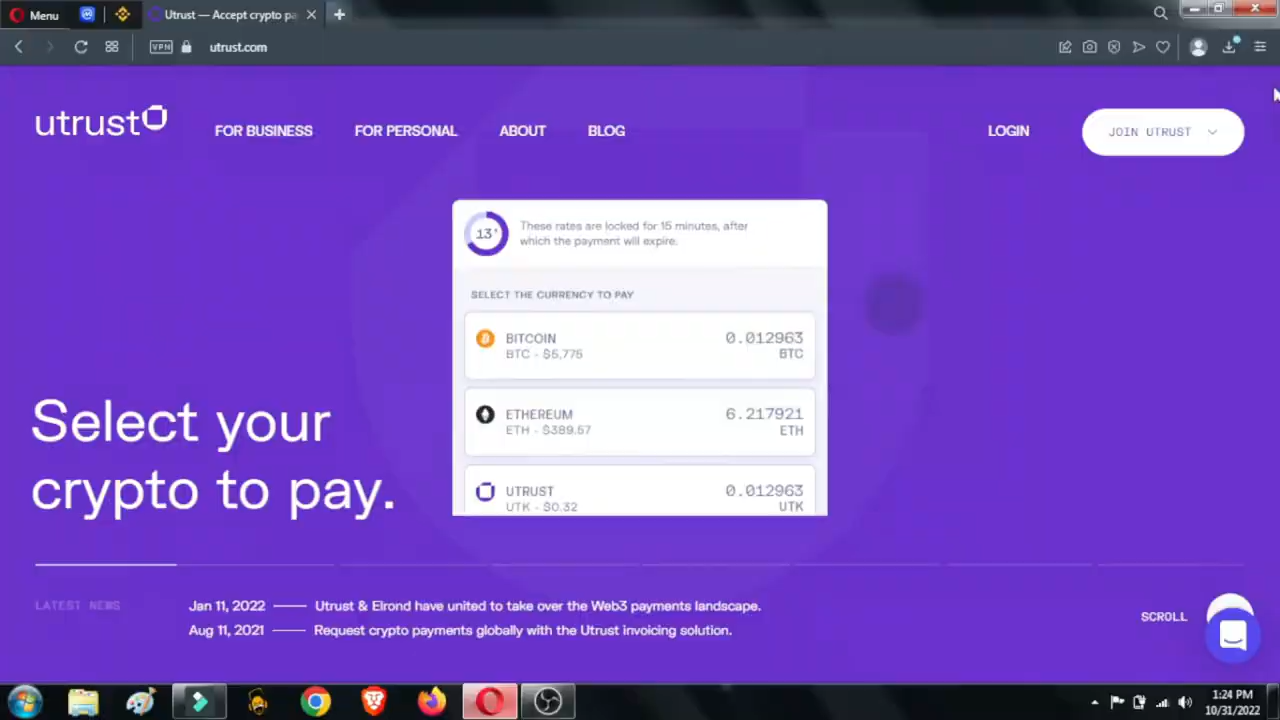 Menu
Utrust — Accept crypto pa
VPN
utrust.com
utrust
FOR BUSINESS
FOR PERSONAL
ABOUT
BLOG
LOGIN
JOIN UTRUST
13'
These rates are locked for 15 minutes, after
which the payment will expire.
SELECT THE CURRENCY TO PAY
BITCOIN 0.012963
BTC - $5,775 BTC
ETHEREUM 6.217921
ETH - $389.57 ETH
UTRUST 0.012963
UTK - $0.32 UTK
Select your
crypto to pay.
LATEST NEWS
Jan 11, 2022 Utrust & Elrond have united to take over the Web3 payments landscape.
Aug 11, 2021 Request crypto payments globally with the Utrust invoicing solution.
SCROLL
1:24 PM
10/31/2022